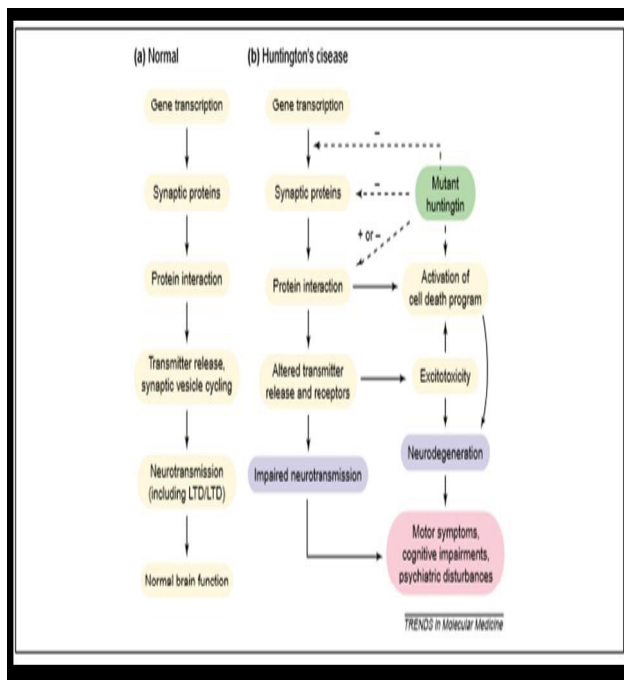 (a) Normal
Gene transcription
Synaptic proteins
Protein interaction
Transmitter release,
synaptic vesicle cycling
Neurotransmission
(including LTD/LTD)
Normal brain function
(b) Huntington's cisease
Gene transcription
–
Synaptic proteins
–
Mutant
huntingtin
+ or –
Protein interaction
Activation of
cell death program
Altered transmitter
release and receptors
Excitotoxicity
Impaired neurotransmission
Neurodegeneration
Motor symptoms,
cognitive impairments,
psychiatric disturbances
TRENDS in Molecular Medicine